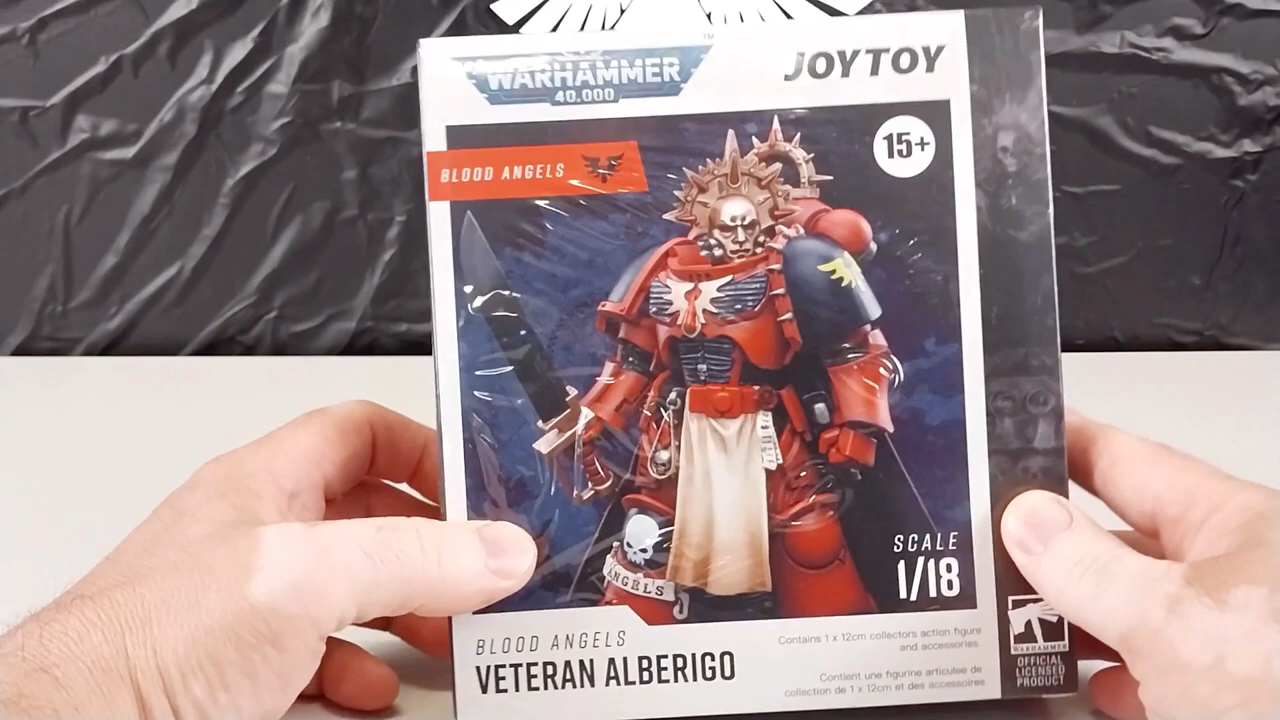 WARHAMMER
40,000
TM
JOYTOY
15+
BLOOD ANGELS
ANGELS
SCALE
1/18
BLOOD ANGELS
VETERAN ALBERIGO
Contains 1 x 12cm collectors action figure
and accessories.
Contient une figurine articulee de
collection de 1 x 12cm et des accessoires
WARHAMMER
OFFICIAL
LICENSED
PRODUCT